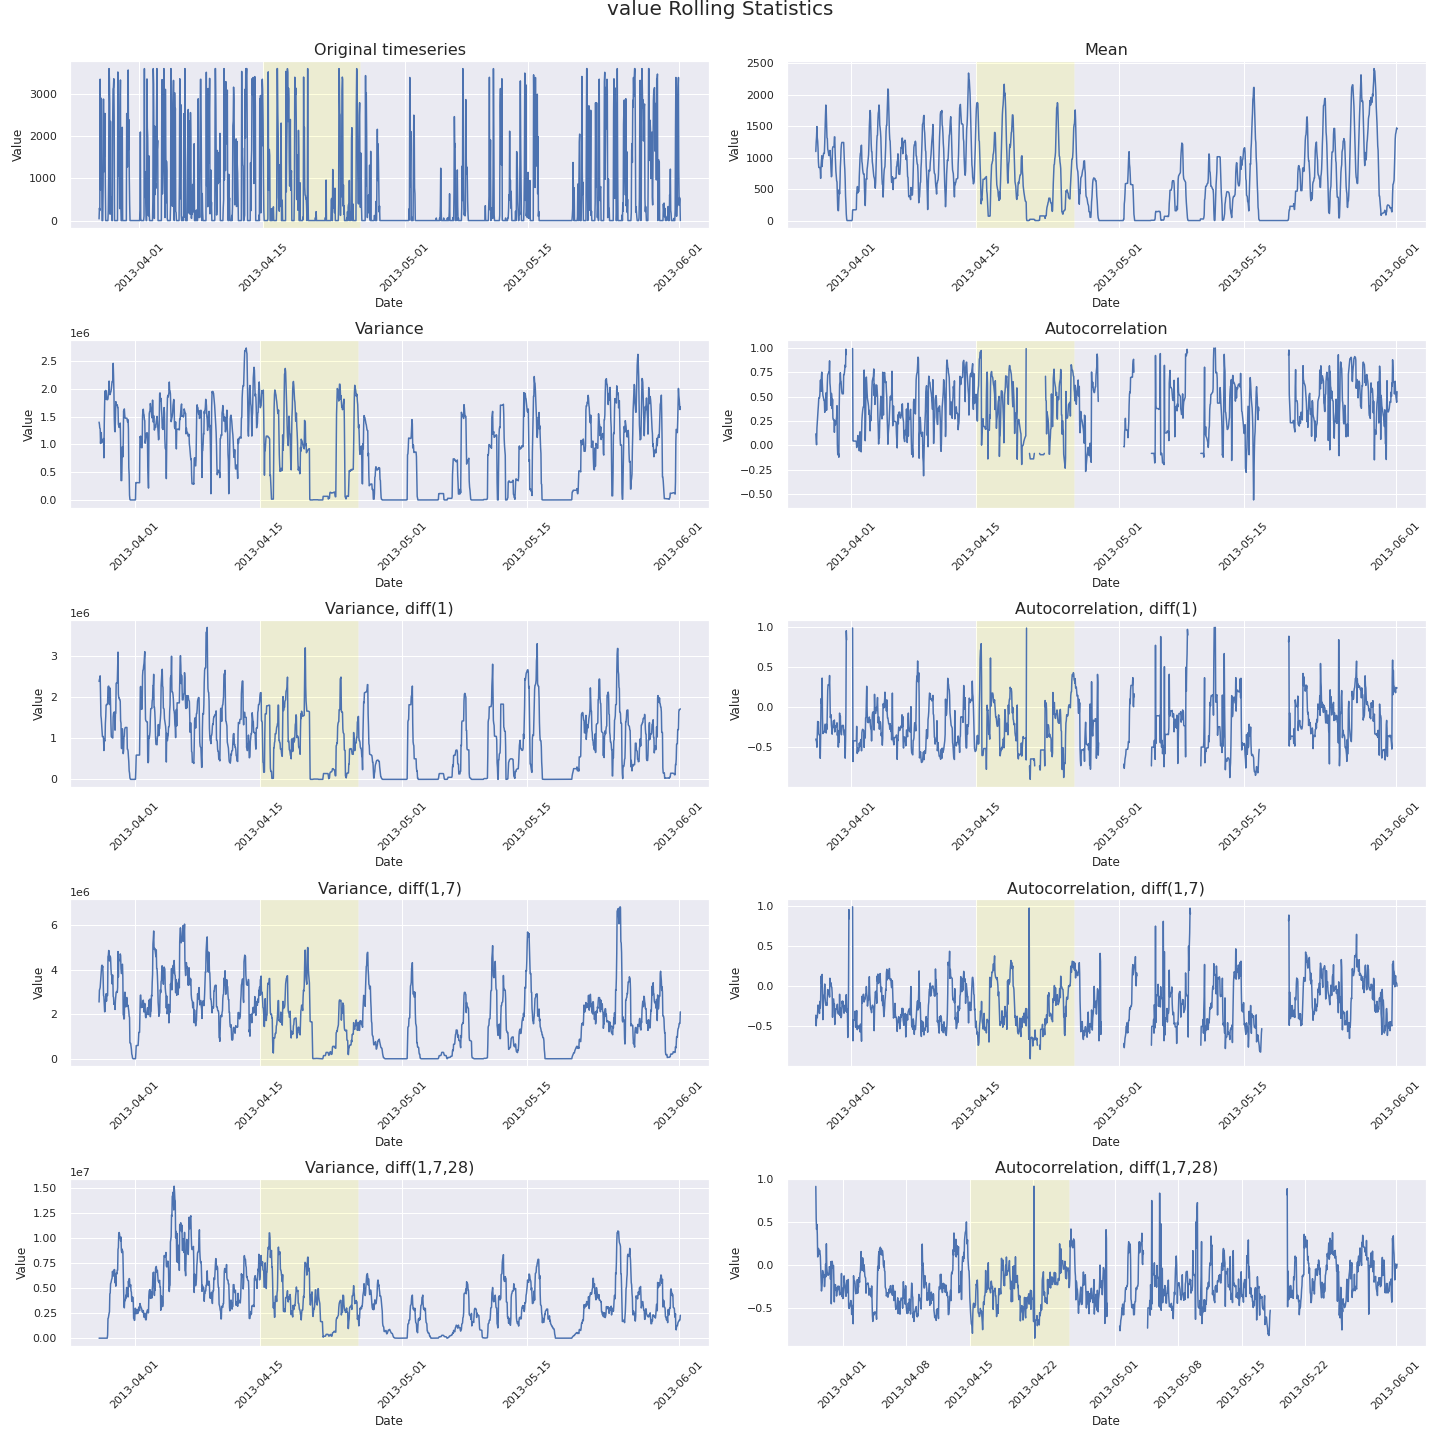 value Rolling Statistics
Original timeseries
Value
3000
2000
1000
0
2013-04-01
2013-04-15
2013-05-01
2013-05-15
2013-06-01
Date
Mean
Value
2500
2000
1500
1000
500
0
2013-04-01
2013-04-15
2013-05-01
2013-05-15
2013-06-01
Date
Variance
1e6
Value
2.5
2.0
1.5
1.0
0.5
0.0
2013-04-01
2013-04-15
2013-05-01
2013-05-15
2013-06-01
Date
Autocorrelation
Value
1.00
0.75
0.50
0.25
0.00
−0.25
−0.50
2013-04-01
2013-04-15
2013-05-01
2013-05-15
2013-06-01
Date
Variance, diff(1)
1e6
Value
3
2
1
0
2013-04-01
2013-04-15
2013-05-01
2013-05-15
2013-06-01
Date
Autocorrelation, diff(1)
Value
1.0
0.5
0.0
−0.5
2013-04-01
2013-04-15
2013-05-01
2013-05-15
2013-06-01
Date
Variance, diff(1,7)
1e6
Value
6
4
2
0
2013-04-01
2013-04-15
2013-05-01
2013-05-15
2013-06-01
Date
Autocorrelation, diff(1,7)
Value
1.0
0.5
0.0
−0.5
2013-04-01
2013-04-15
2013-05-01
2013-05-15
2013-06-01
Date
Variance, diff(1,7,28)
1e7
Value
1.50
1.25
1.00
0.75
0.50
0.25
0.00
2013-04-01
2013-04-15
2013-05-01
2013-05-15
2013-06-01
Date
Autocorrelation, diff(1,7,28)
Value
1.0
0.5
0.0
−0.5
2013-04-01
2013-04-08
2013-04-15
2013-04-22
2013-05-01
2013-05-08
2013-05-15
2013-05-22
2013-06-01
Date